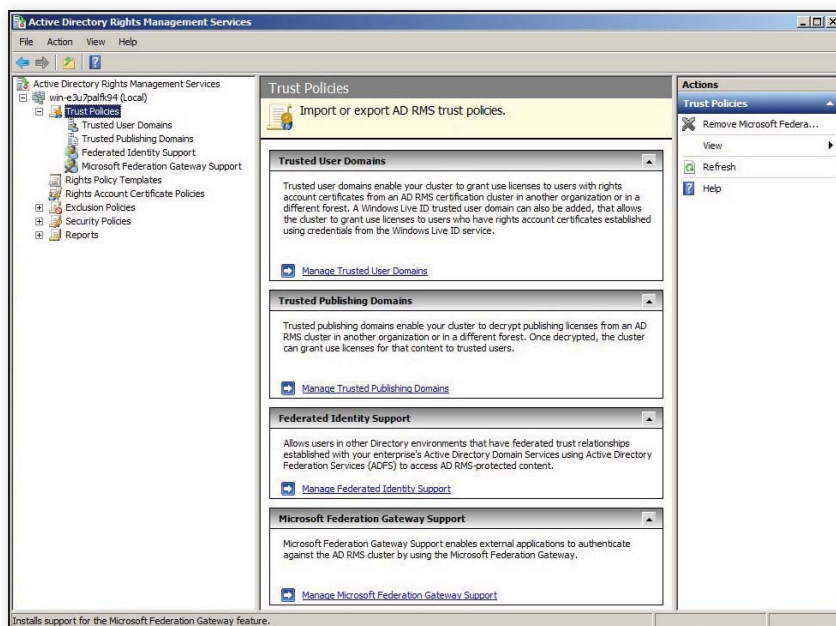 Active Directory Rights Management Services
File Action View Help
Active Directory Rights Management Services
win-e3u7palfk94 (Local)
Trust Policies
Trusted User Domains
Trusted Publishing Domains
Federated Identity Support
Microsoft Federation Gateway Support
Rights Policy Templates
Rights Account Certificate Policies
Exclusion Policies
Security Policies
Reports
Trust Policies
Import or export AD RMS trust policies.
Trusted User Domains
Trusted user domains enable your cluster to grant use licenses to users with rights
account certificates from an AD RMS certification cluster in another organization or in a
different forest. A Windows Live ID trusted user domain can also be added, that allows
the cluster to grant use licenses to users who have rights account certificates established
using credentials from the Windows Live ID service.
Manage Trusted User Domains
Trusted Publishing Domains
Trusted publishing domains enable your cluster to decrypt publishing licenses from an AD
RMS cluster in another organization or in a different forest. Once decrypted, the cluster
can grant use licenses for that content to trusted users.
Manage Trusted Publishing Domains
Federated Identity Support
Allows users in other Directory environments that have federated trust relationships
established with your enterprise's Active Directory Domain Services using Active Directory
Federation Services (ADFS) to access AD RMS-protected content.
Manage Federated Identity Support
Microsoft Federation Gateway Support
Microsoft Federation Gateway Support enables external applications to authenticate
against the AD RMS cluster by using the Microsoft Federation Gateway.
Manage Microsoft Federation Gateway Support
Actions
Trust Policies
Remove Microsoft Federa...
View
Refresh
Help
Installs support for the Microsoft Federation Gateway feature.